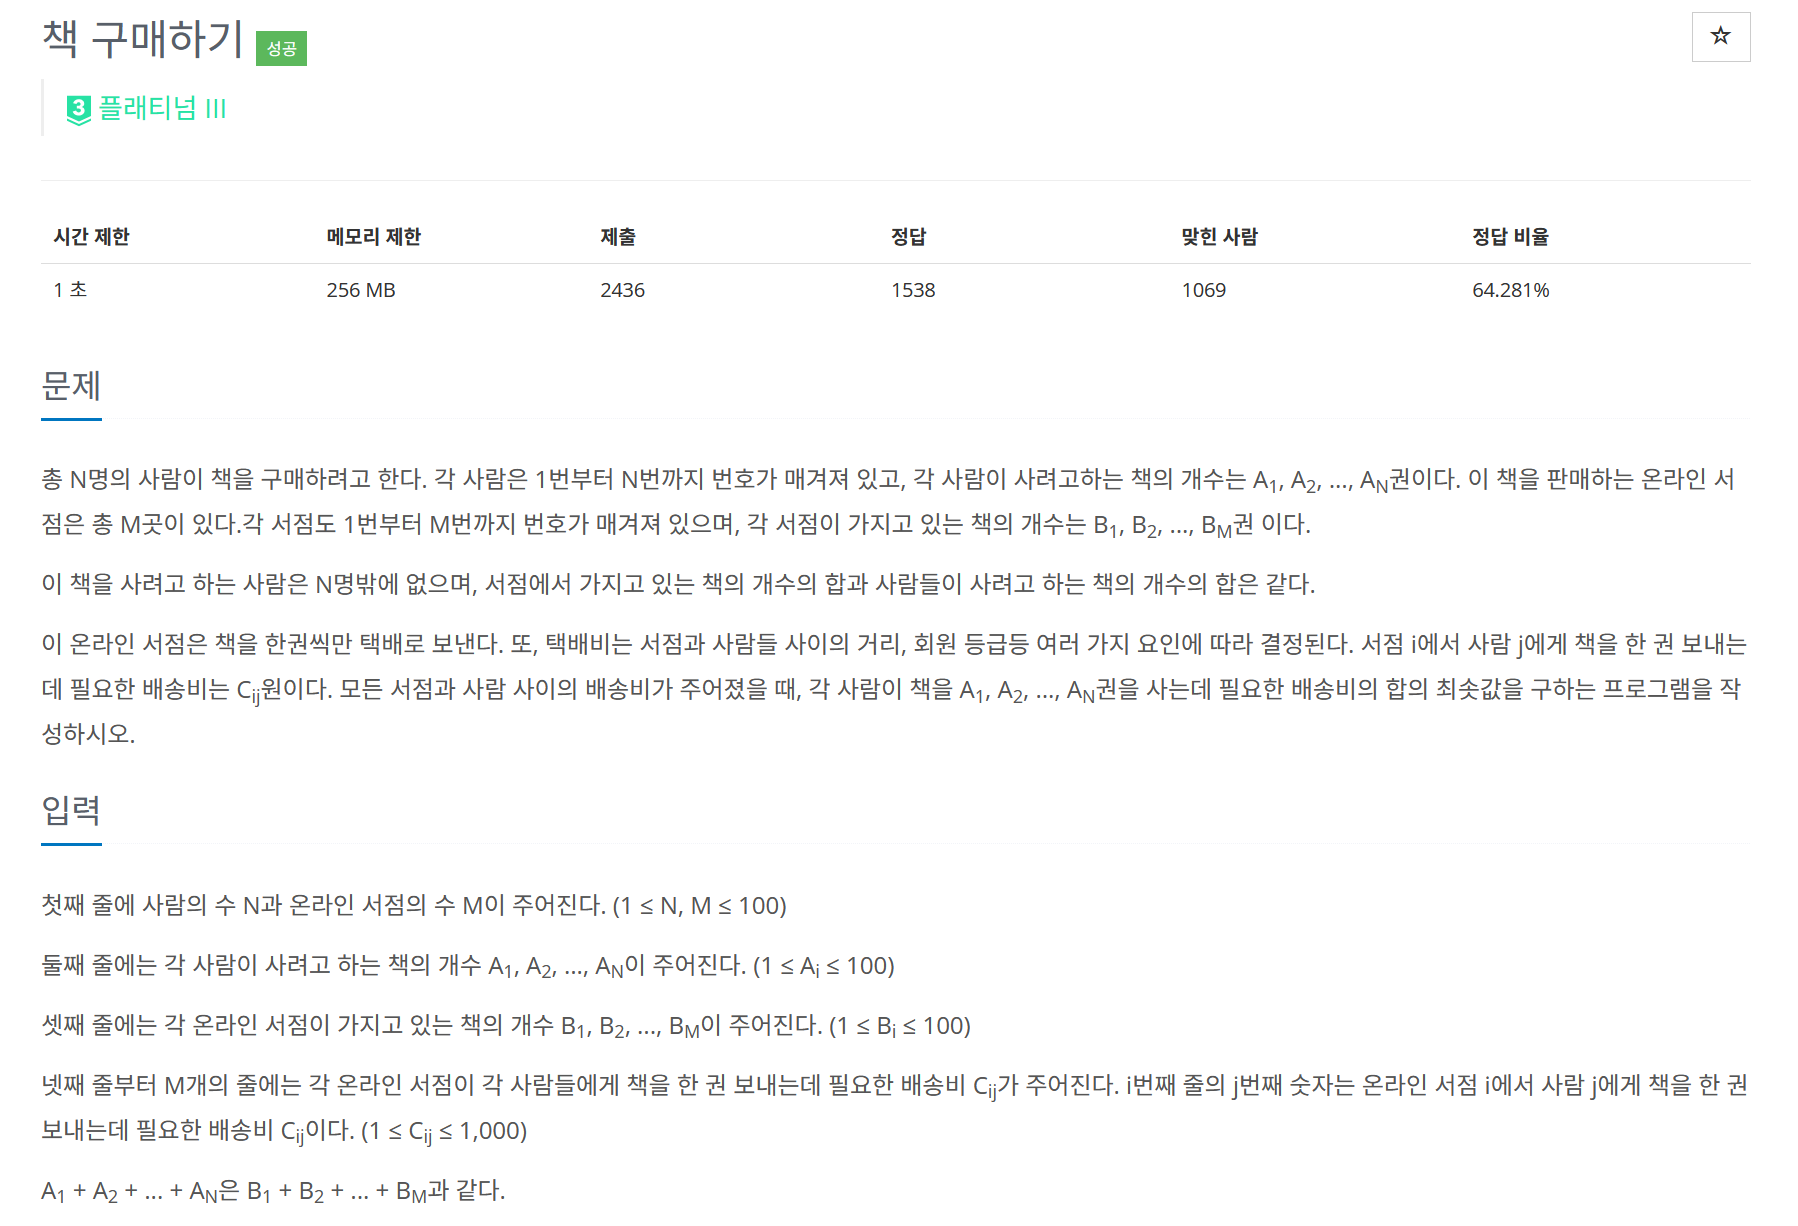 책 구매하기 성공
☆
3 플래티넘 III
시간 제한 메모리 제한 제출 정답 맞힌 사람 정답 비율
1 초 256 MB 2436 1538 1069 64.281%
문제
총 N명의 사람이 책을 구매하려고 한다. 각 사람은 1번부터 N번까지 번호가 매겨져 있고, 각 사람이 사려고하는 책의 개수는 A1, A2, ..., AN권이다. 이 책을 판매하는 온라인 서
점은 총 M곳이 있다.각 서점도 1번부터 M번까지 번호가 매겨져 있으며, 각 서점이 가지고 있는 책의 개수는 B1, B2, ..., BM권 이다.
이 책을 사려고 하는 사람은 N명밖에 없으며, 서점에서 가지고 있는 책의 개수의 합과 사람들이 사려고 하는 책의 개수의 합은 같다.
이 온라인 서점은 책을 한권씩만 택배로 보낸다. 또, 택배비는 서점과 사람들 사이의 거리, 회원 등급등 여러 가지 요인에 따라 결정된다. 서점 i에서 사람 j에게 책을 한 권 보내는
데 필요한 배송비는 Cij원이다. 모든 서점과 사람 사이의 배송비가 주어졌을 때, 각 사람이 책을 A1, A2, ..., AN권을 사는데 필요한 배송비의 합의 최솟값을 구하는 프로그램을 작
성하시오.
입력
첫째 줄에 사람의 수 N과 온라인 서점의 수 M이 주어진다. (1 ≤ N, M ≤ 100)
둘째 줄에는 각 사람이 사려고 하는 책의 개수 A1, A2, ..., AN이 주어진다. (1 ≤ Ai ≤ 100)
셋째 줄에는 각 온라인 서점이 가지고 있는 책의 개수 B1, B2, ..., BM이 주어진다. (1 ≤ Bi ≤ 100)
넷째 줄부터 M개의 줄에는 각 온라인 서점이 각 사람들에게 책을 한 권 보내는데 필요한 배송비 Cij가 주어진다. i번째 줄의 j번째 숫자는 온라인 서점 i에서 사람 j에게 책을 한 권
보내는데 필요한 배송비 Cij이다. (1 ≤ Cij ≤ 1,000)
A1 + A2 + ... + AN은 B1 + B2 + ... + BM과 같다.